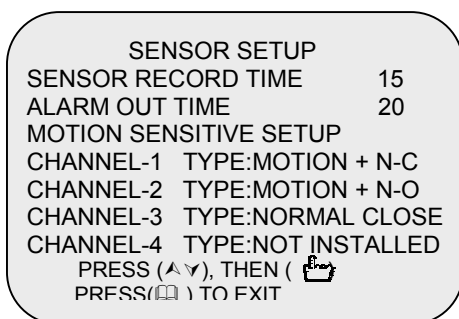 SENSOR SETUP
SENSOR RECORD TIME 15
ALARM OUT TIME 20
MOTION SENSITIVE SETUP
CHANNEL-1 TYPE:MOTION + N-C
CHANNEL-2 TYPE:MOTION + N-O
CHANNEL-3 TYPE:NORMAL CLOSE
CHANNEL-4 TYPE:NOT INSTALLED
PRESS (⋏⋎), THEN ( )
PRESS( ) TO EXIT